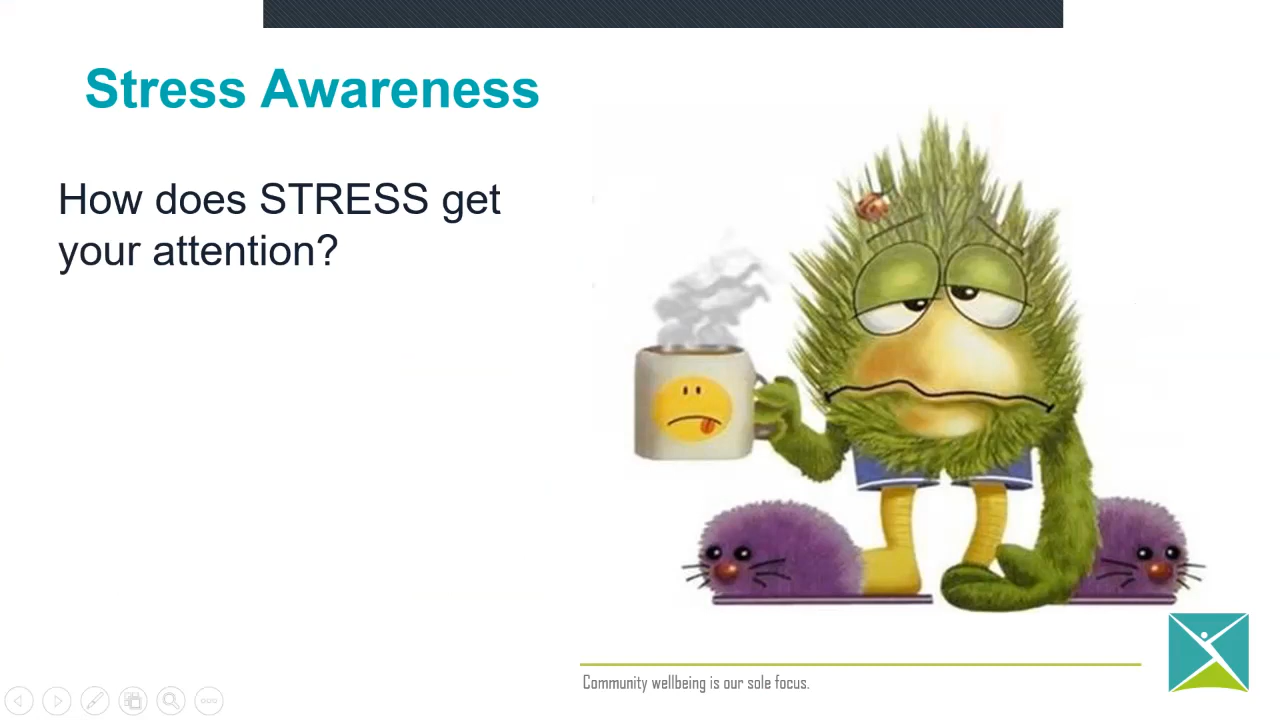 Stress Awareness
How does STRESS get
your attention?
Community wellbeing is our sole focus.